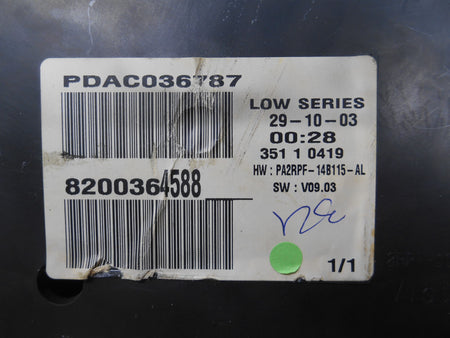 PDAC036787
LOW SERIES
29-10-03
00:28
351 1 0419
HW : PA2RPF-14B115-AL
SW : V09.03
8200364588
1/1